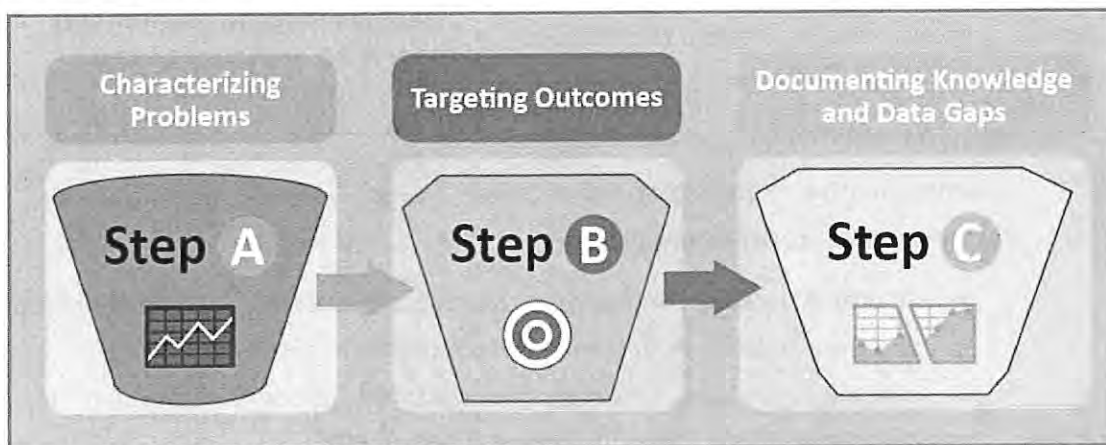 Characterizing
Problems
Targeting Outcomes
Documenting Knowledge
and Data Gaps
Step A
Step B
Step C